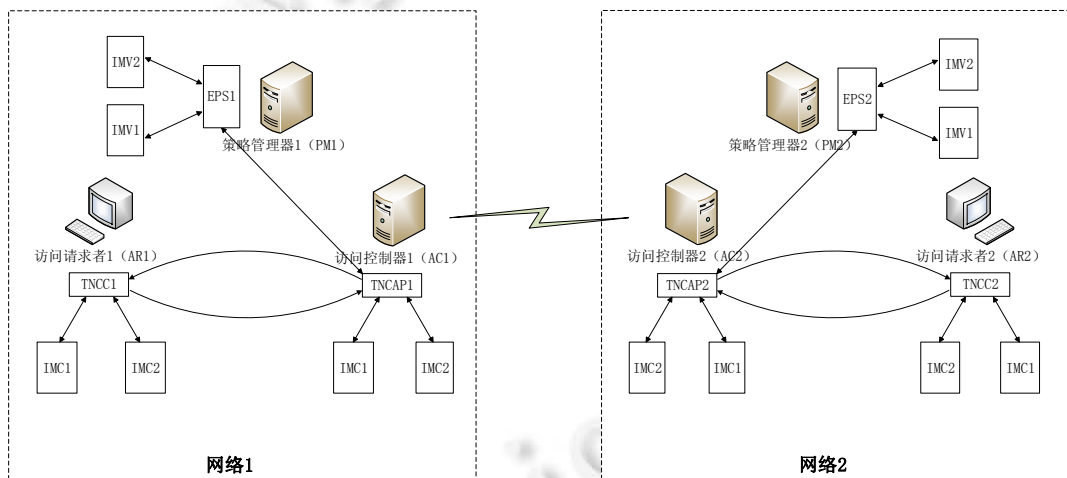 IMV2
EPS1
IMV1
策略管理器1（PM1）
访问请求者1（AR1）
访问控制器1（AC1）
TNCC1
TNCAP1
IMC1
IMC2
IMC1
IMC2
网络1
IMV2
EPS2
IMV1
策略管理器2（PM2）
访问控制器2（AC2）
访问请求者2（AR2）
TNCAP2
TNCC2
IMC2
IMC1
IMC2
IMC1
网络2